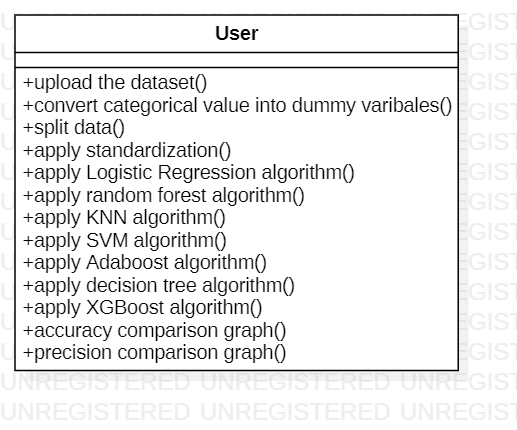 User
+upload the dataset()
+convert categorical value into dummy varibales()
+split data()
+apply standardization()
+apply Logistic Regression algorithm()
+apply random forest algorithm()
+apply KNN algorithm()
+apply SVM algorithm()
+apply Adaboost algorithm()
+apply decision tree algorithm()
+apply XGBoost algorithm()
+accuracy comparison graph()
+precision comparison graph()
UNREGISTERED UNREGISTERED UNREGIST
UNREGISTERED UNREGISTERED UNREGIST